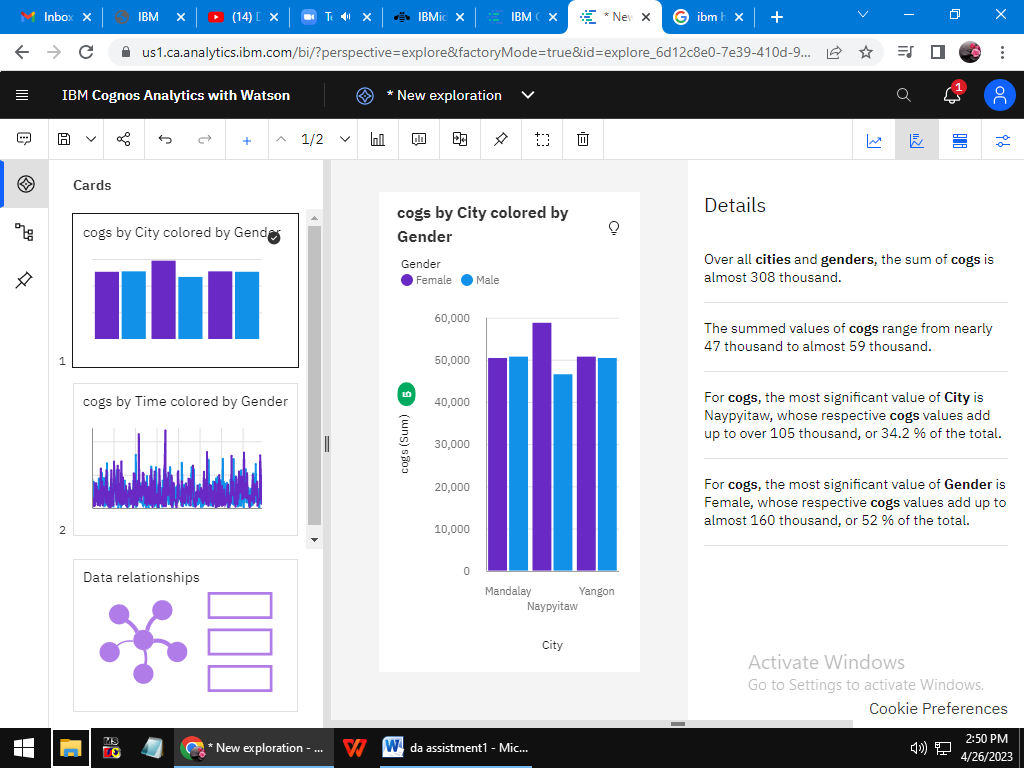 Inbox
IBM
(14)
IBMic
IBM
* Nev
ibm h
us1.ca.analytics.ibm.com/bi/?perspective=explore&factoryMode=true&id=explore_6d12c8e0-7e39-410d-9...
IBM Cognos Analytics with Watson
* New exploration
1
1/2
Cards
cogs by City colored by Gender
1
cogs by Time colored by Gender
2
Data relationships
cogs by City colored by
Gender
Gender
Female
Male
60,000
50,000
40,000
30,000
20,000
10,000
0
cogs (Sum)
Mandalay
Naypyitaw
Yangon
City
Details
Over all cities and genders, the sum of cogs is
almost 308 thousand.
The summed values of cogs range from nearly
47 thousand to almost 59 thousand.
For cogs, the most significant value of City is
Naypyitaw, whose respective cogs values add
up to over 105 thousand, or 34.2 % of the total.
For cogs, the most significant value of Gender is
Female, whose respective cogs values add up to
almost 160 thousand, or 52 % of the total.
Activate Windows
Go to Settings to activate Windows.
Cookie Preferences
* New exploration - ...
da assistment1 - Mic...
2:50 PM
4/26/2023